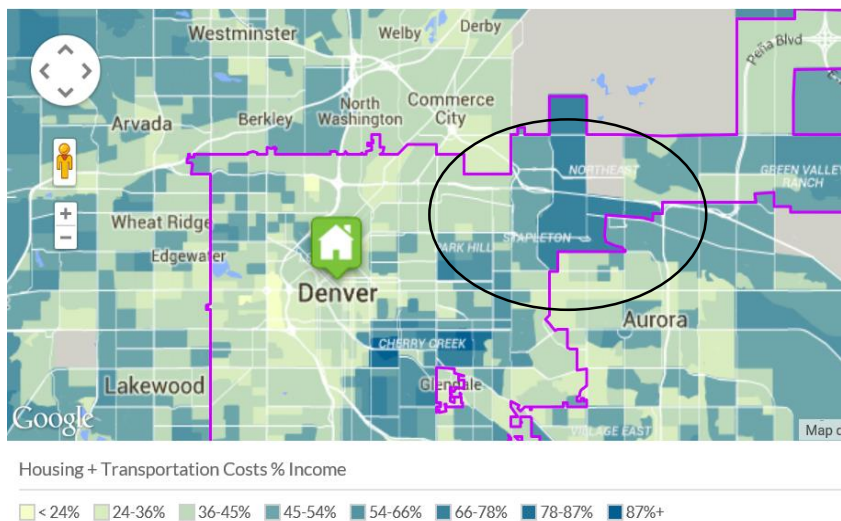 Westminster
Welby
Derby
Peña Blvd
Arvada
Berkley
North
Washington
Commerce
City
NORTHEAST
GREEN VALLEY
RANCH
Wheat Ridge
Edgewater
PARK HILL
STAPLETON
Denver
Aurora
CHERRY CREEK
Lakewood
Glendale
Google
VILLAGE EAST
Map d
Housing + Transportation Costs % Income
< 24% 24-36% 36-45% 45-54% 54-66% 66-78% 78-87% 87%+